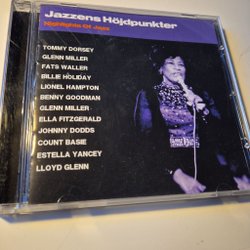 Jazzens Höjdpunkter
Highlights Of Jazz
TOMMY DORSEY
GLENN MILLER
FATS WALLER
BILLIE HOLIDAY
LIONEL HAMPTON
BENNY GOODMAN
GLENN MILLER
ELLA FITZGERALD
JOHNNY DODDS
COUNT BASIE
ESTELLA YANCEY
LLOYD GLENN